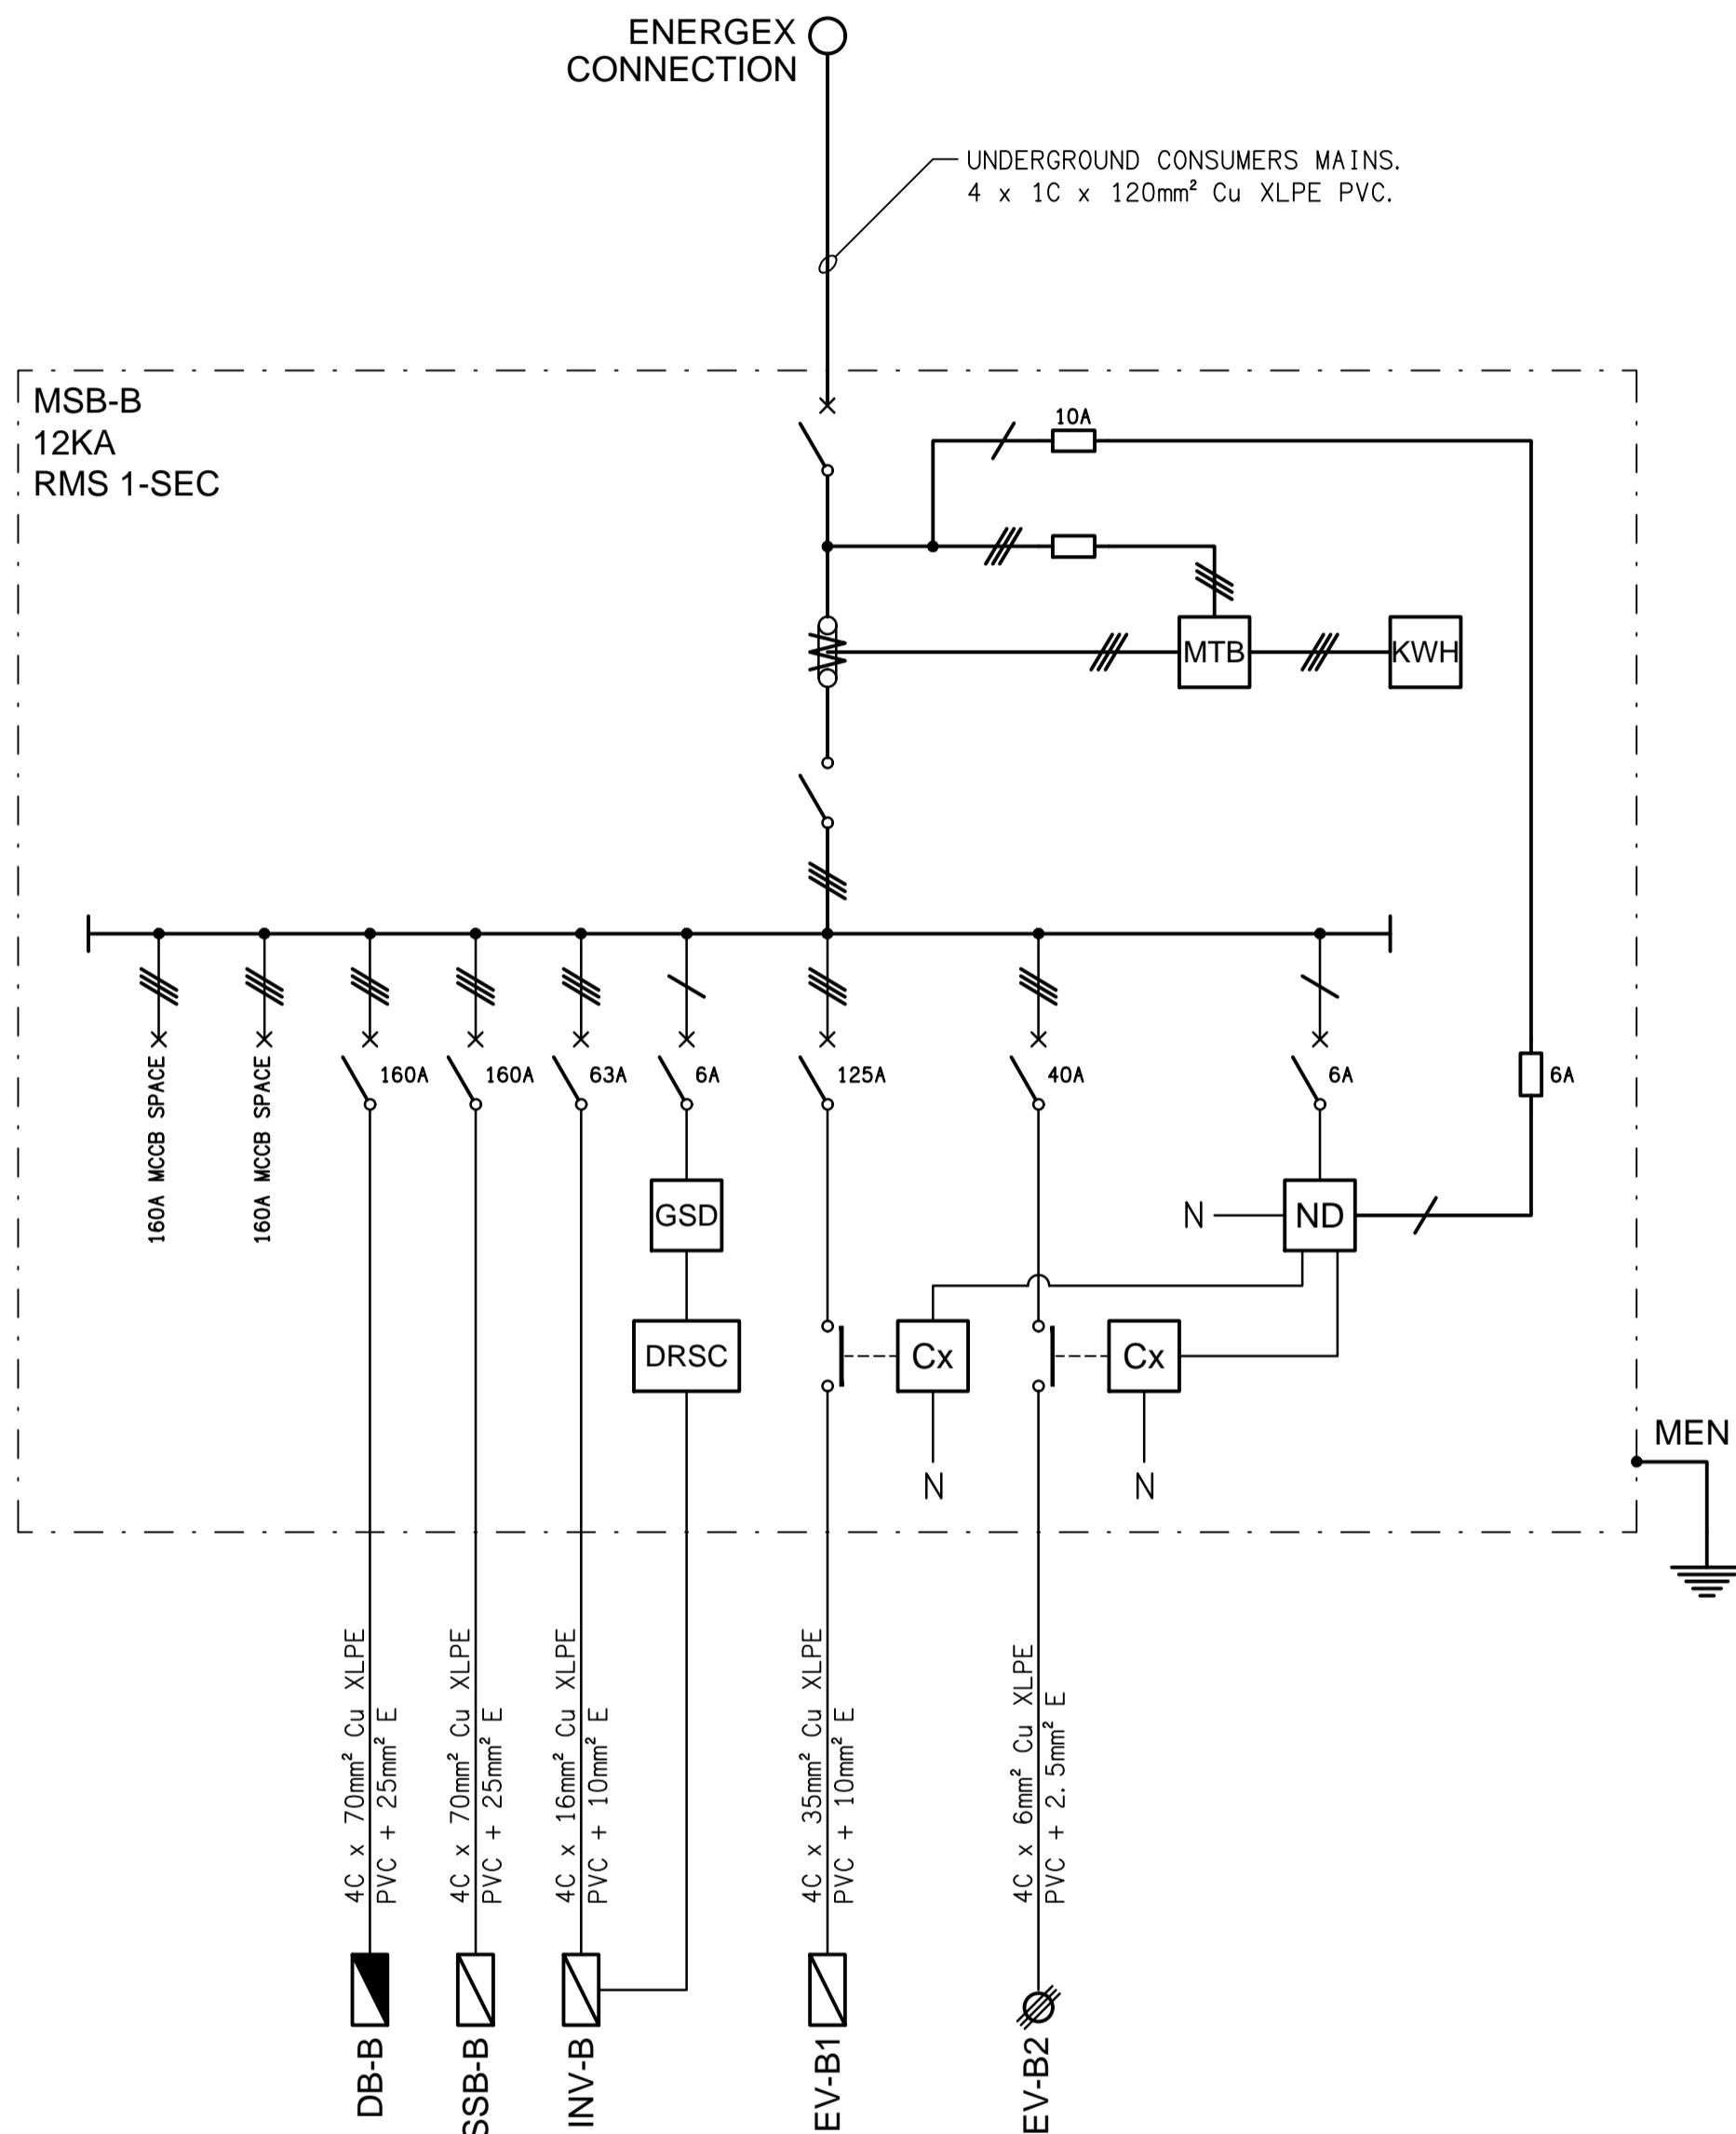 ENERGEX
CONNECTION
UNDERGROUND CONSUMERS MAINS.
4 x 1C x 120mm² Cu XLPE PVC.
MSB-B
12KA
RMS 1-SEC
10A
MTB
KWH
160A MCCB SPACE
160A MCCB SPACE
160A
160A
63A
6A
125A
40A
6A
6A
GSD
N
ND
DRSC
Cx
Cx
N
N
MEN
4C x 70mm² Cu XLPE
PVC + 25mm² E
4C x 70mm² Cu XLPE
PVC + 25mm² E
4C x 16mm² Cu XLPE
PVC + 10mm² E
4C x 35mm² Cu XLPE
PVC + 10mm² E
4C x 6mm² Cu XLPE
PVC + 2.5mm² E
DB-B
SSB-B
INV-B
EV-B1
EV-B2